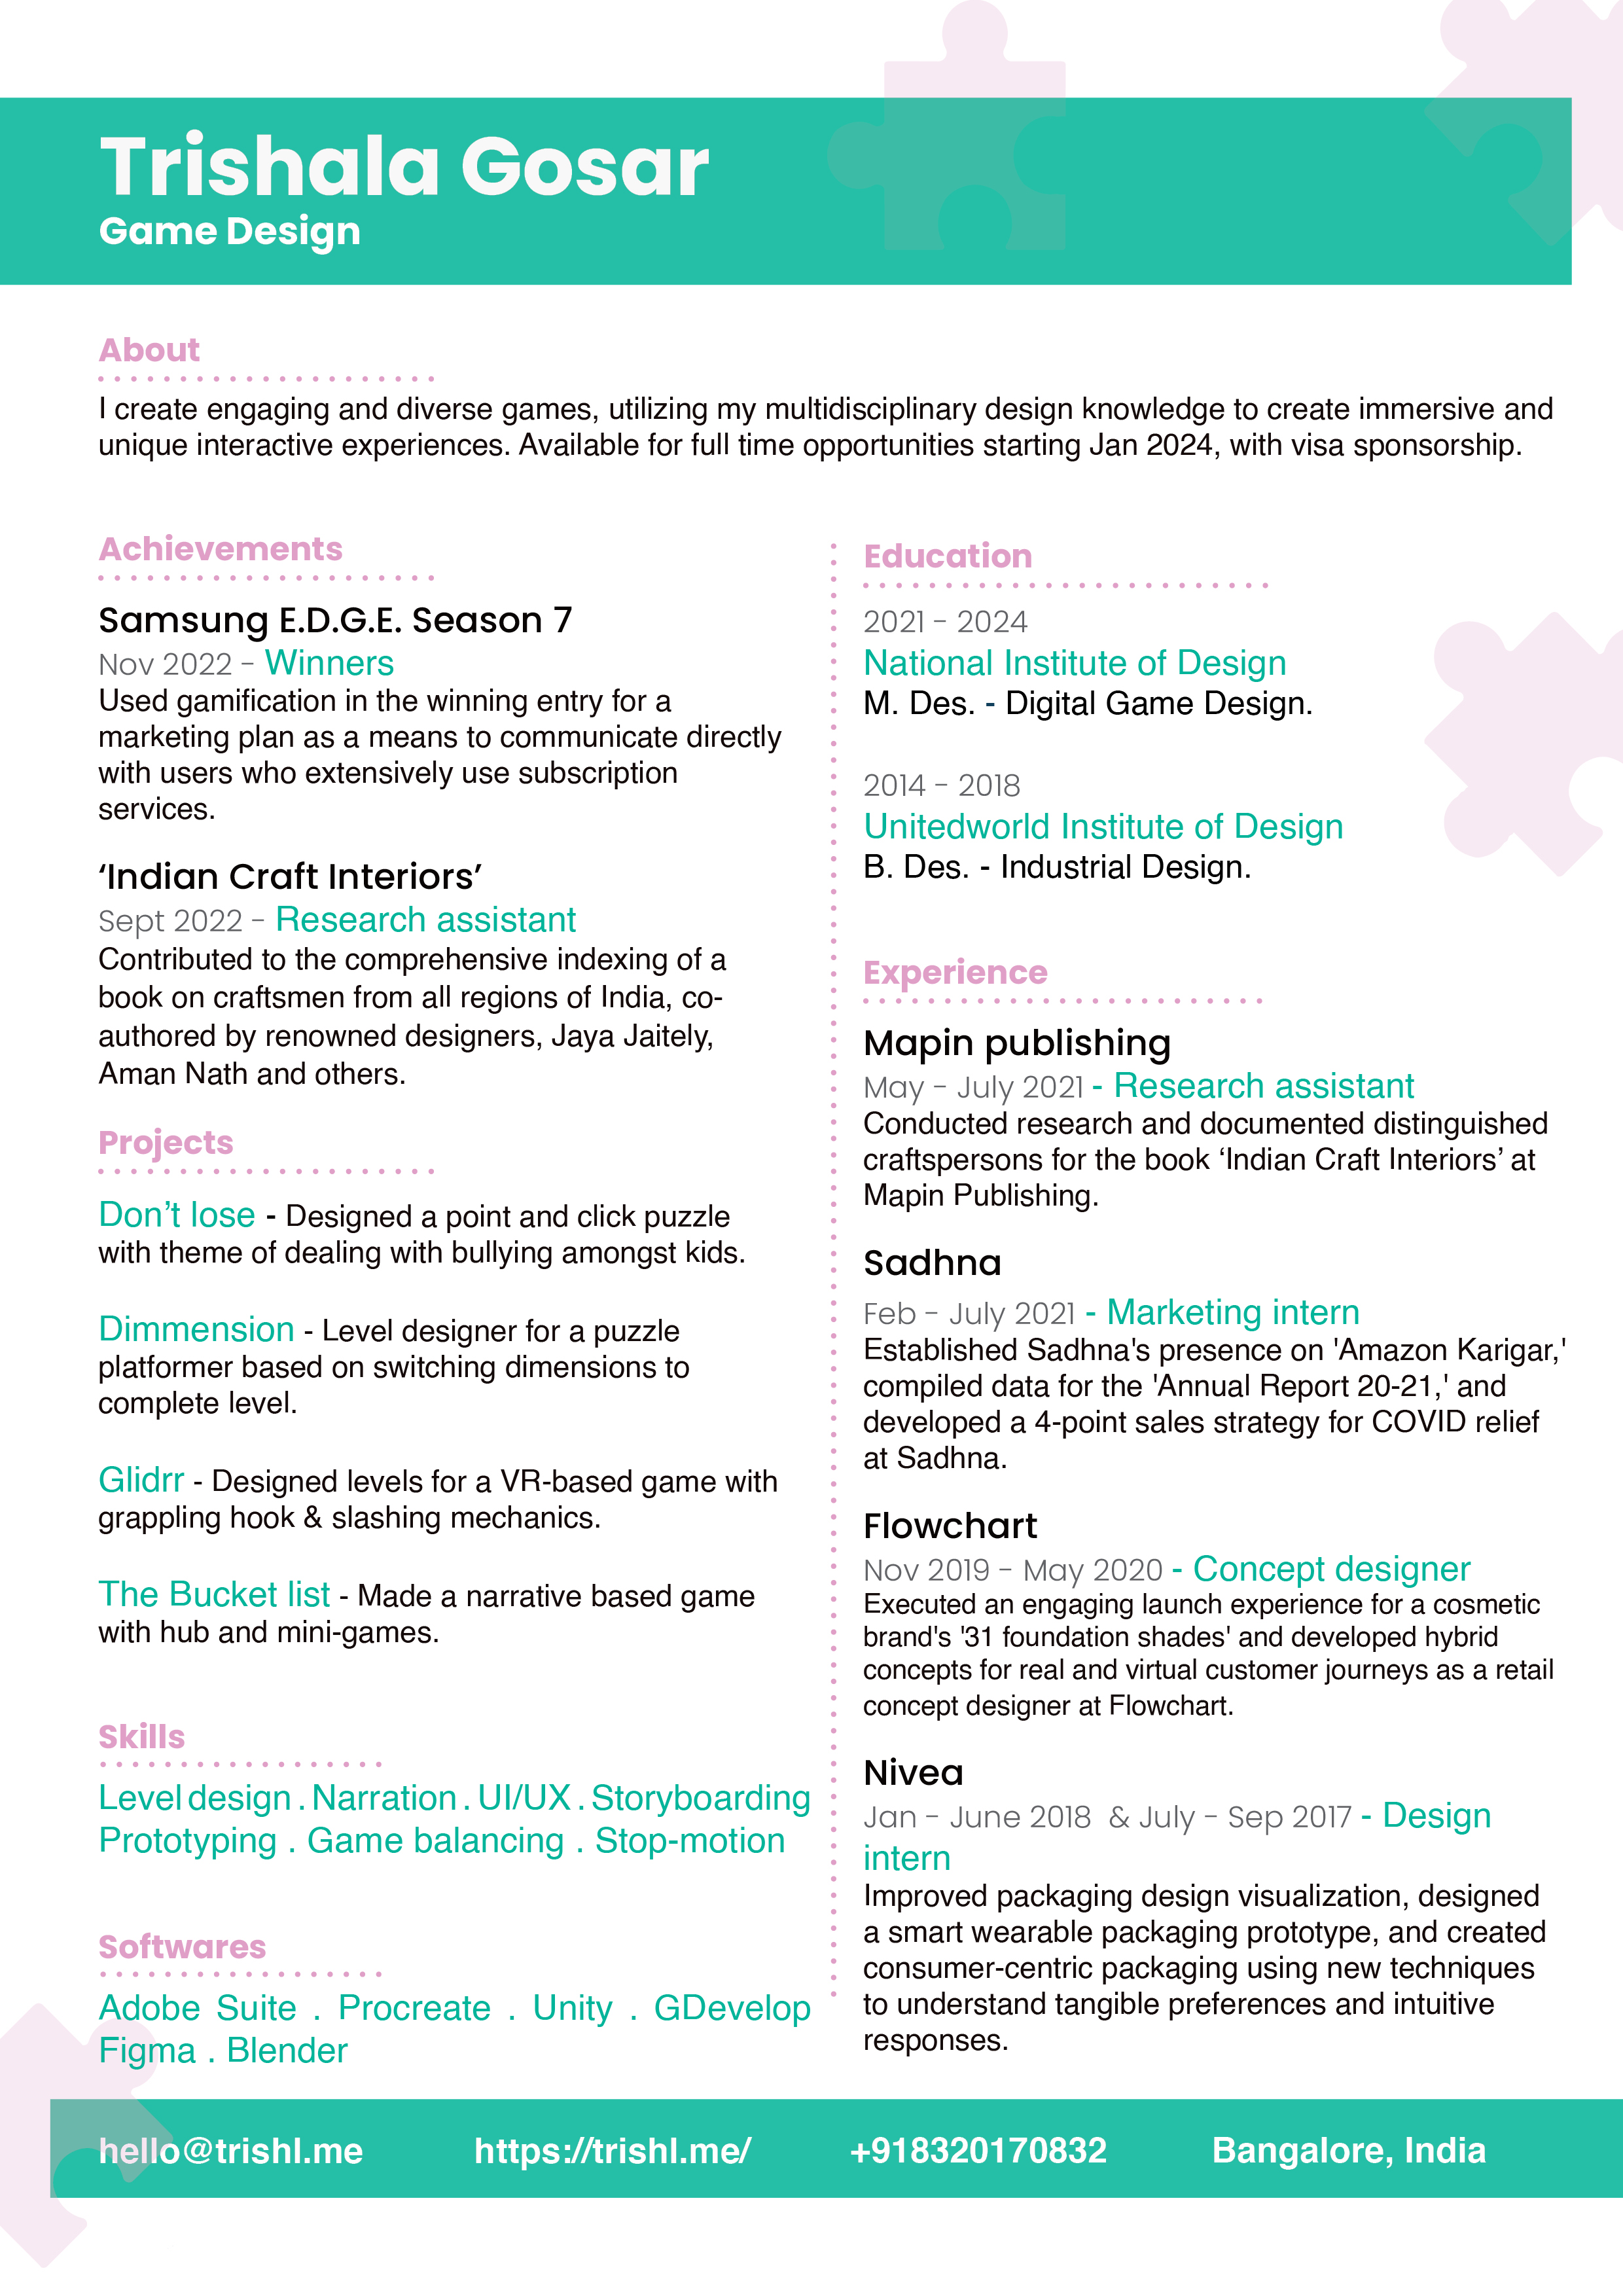 Trishala Gosar
Game Design
About
I create engaging and diverse games, utilizing my multidisciplinary design knowledge to create immersive and
unique interactive experiences. Available for full time opportunities starting Jan 2024, with visa sponsorship.
Achievements
Samsung E.D.G.E. Season 7
Nov 2022 - Winners
Used gamification in the winning entry for a
marketing plan as a means to communicate directly
with users who extensively use subscription
services.
‘Indian Craft Interiors’
Sept 2022 - Research assistant
Contributed to the comprehensive indexing of a
book on craftsmen from all regions of India, co-
authored by renowned designers, Jaya Jaitely,
Aman Nath and others.
Projects
Don’t lose - Designed a point and click puzzle
with theme of dealing with bullying amongst kids.
Dimmension - Level designer for a puzzle
platformer based on switching dimensions to
complete level.
Glidrr - Designed levels for a VR-based game with
grappling hook & slashing mechanics.
The Bucket list - Made a narrative based game
with hub and mini-games.
Skills
Level design . Narration . UI/UX . Storyboarding
Prototyping . Game balancing . Stop-motion
Softwares
Adobe Suite . Procreate . Unity . GDevelop
Figma . Blender
Education
2021 - 2024
National Institute of Design
M. Des. - Digital Game Design.
2014 - 2018
Unitedworld Institute of Design
B. Des. - Industrial Design.
Experience
Mapin publishing
May - July 2021 - Research assistant
Conducted research and documented distinguished
craftspersons for the book ‘Indian Craft Interiors’ at
Mapin Publishing.
Sadhna
Feb - July 2021 - Marketing intern
Established Sadhna's presence on 'Amazon Karigar,'
compiled data for the 'Annual Report 20-21,' and
developed a 4-point sales strategy for COVID relief
at Sadhna.
Flowchart
Nov 2019 - May 2020 - Concept designer
Executed an engaging launch experience for a cosmetic
brand's '31 foundation shades' and developed hybrid
concepts for real and virtual customer journeys as a retail
concept designer at Flowchart.
Nivea
Jan - June 2018 & July - Sep 2017 - Design
intern
Improved packaging design visualization, designed
a smart wearable packaging prototype, and created
consumer-centric packaging using new techniques
to understand tangible preferences and intuitive
responses.
hello@trishl.me https://trishl.me/ +918320170832 Bangalore, India